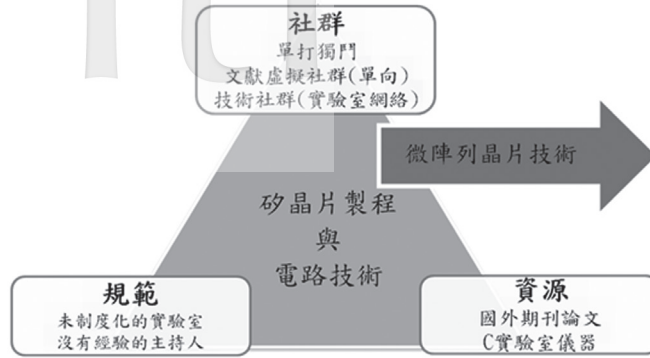 社群
單打獨鬥
文獻虛擬社群(單向)
技術社群(實驗室網絡)
微陣列晶片技術
矽晶片製程
與
電路技術
規範
未制度化的實驗室
沒有經驗的主持人
資源
國外期刊論文
C實驗室儀器